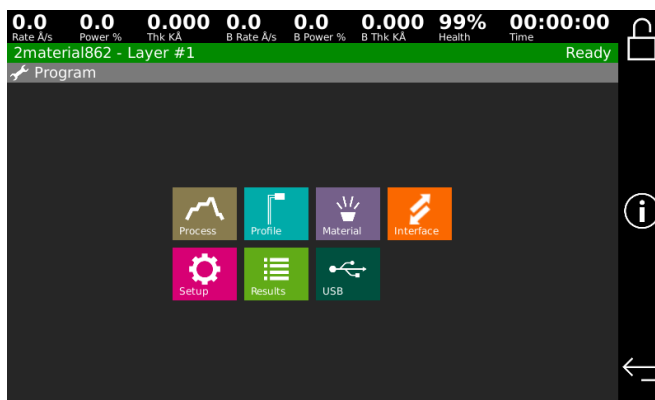 0.0 0.0 0.000 0.0 0.0 0.000 99% 00:00:00
Rate Å/s Power % Thk KÅ B Rate Å/s B Power % B Thk KÅ Health Time
2material862 - Layer #1 Ready
Program
Process Profile Material Interface
Setup Results USB